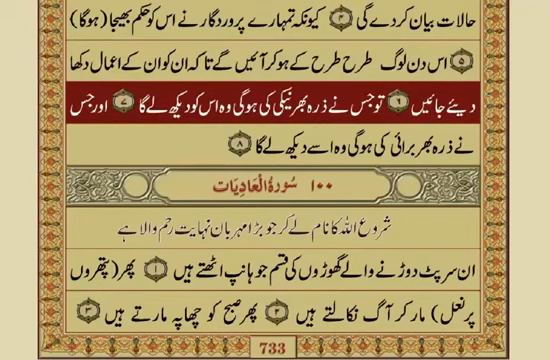 حالات بیان کردے گی ۴ کیونکہ تمہارے پروردگار نے اس کو حکم بھیجا (ہوگا)
۵ اس دن لوگ طرح طرح کے ہو کر آئیں گے تاکہ ان کو ان کے اعمال دکھا
دیئے جائیں ۶ تو جس نے ذرہ بھر نیکی کی ہوگی وہ اس کو دیکھ لے گا ۷ اور جس
نے ذرہ بھر برائی کی ہوگی وہ اسے دیکھ لے گا ۸
۱۰۰ سُورَةُ الْعَادِيَات
شروع اللہ کا نام لے کر جو بڑا مہربان نہایت رحم والا ہے
ان سرپٹ دوڑنے والے گھوڑوں کی قسم جو ہانپ اٹھتے ہیں ۱ پھر (پتھروں
پر نعل) مار کر آگ نکالتے ہیں ۲ پھر صبح کو چھاپہ مارتے ہیں ۳
733